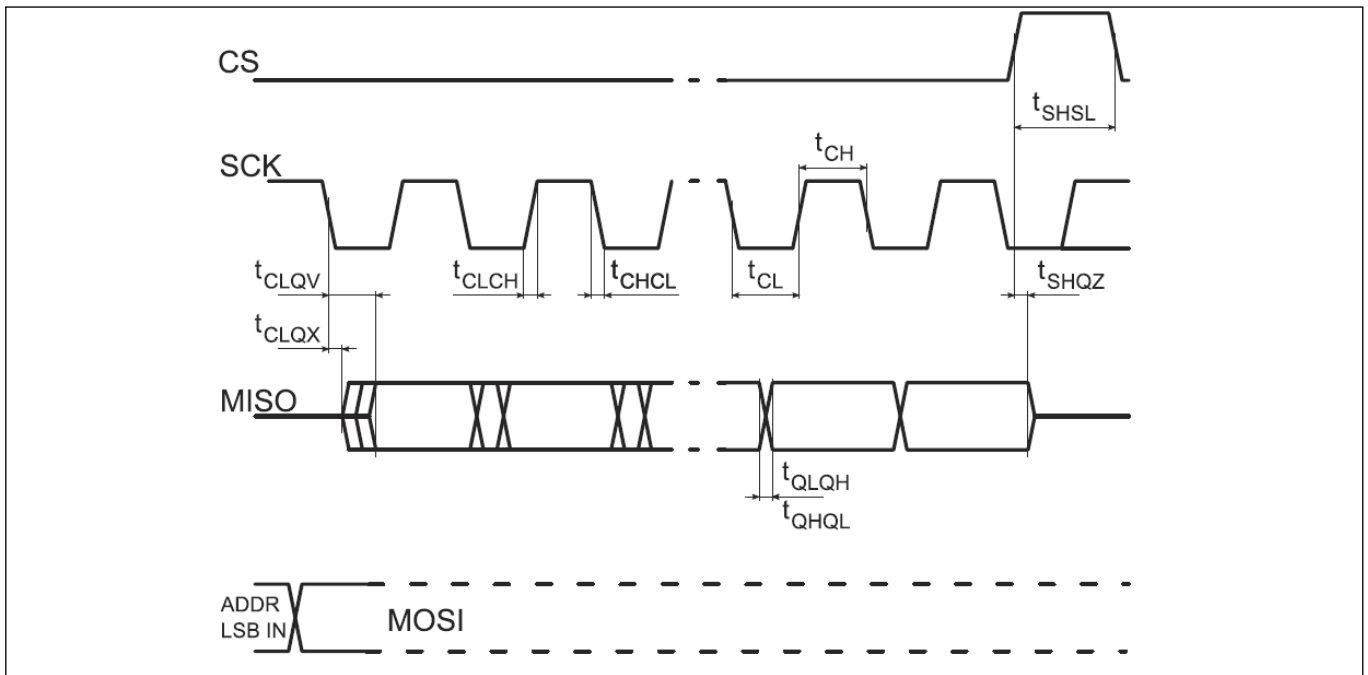 CS
tSHSL
tCH
SCK
tCLQV
tCLCH
tCHCL
tCL
tSHQZ
tCLQX
MISO
tQLQH
tQHQL
ADDR
LSB IN
MOSI